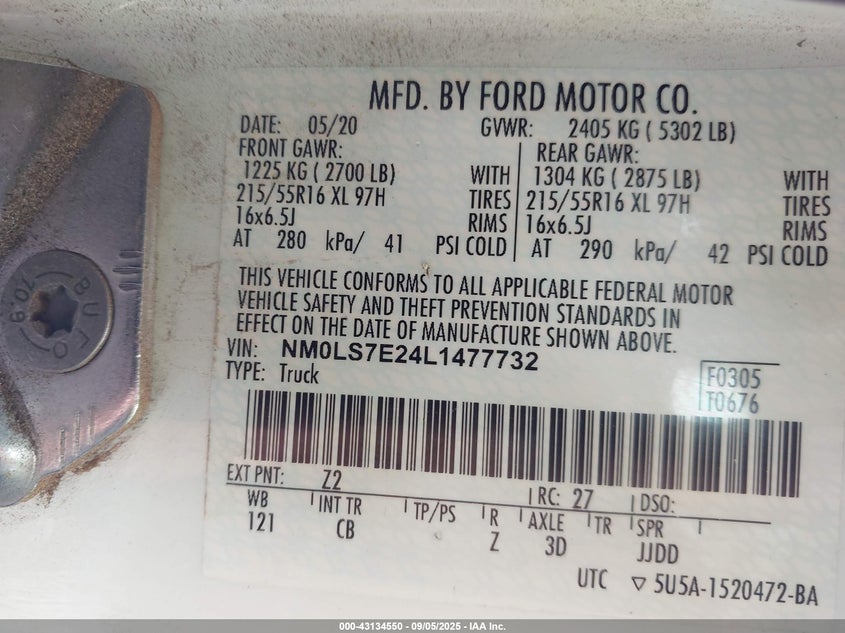 MFD. BY FORD MOTOR CO.
DATE: 05/20 GVWR: 2405 KG ( 5302 LB)
FRONT GAWR: REAR GAWR:
1225 KG ( 2700 LB) WITH 1304 KG ( 2875 LB) WITH
215/55R16 XL 97H TIRES 215/55R16 XL 97H TIRES
16x6.5J RIMS 16x6.5J RIMS
AT 280 kPa/ 41 PSI COLD AT 290 kPa/ 42 PSI COLD
THIS VEHICLE CONFORMS TO ALL APPLICABLE FEDERAL MOTOR
VEHICLE SAFETY AND THEFT PREVENTION STANDARDS IN
EFFECT ON THE DATE OF MANUFACTURE SHOWN ABOVE.
VIN: NM0LS7E24L1477732
TYPE: Truck
F0305
T0676
EXT PNT: Z2 RC: 27 DSO:
WB INT TR TP/PS R AXLE TR SPR
121 CB Z 3D JJDD
UTC ▽ 5U5A-1520472-BA
BUFO 70.9
000-43134550 - 09/05/2025 - IAA Inc.